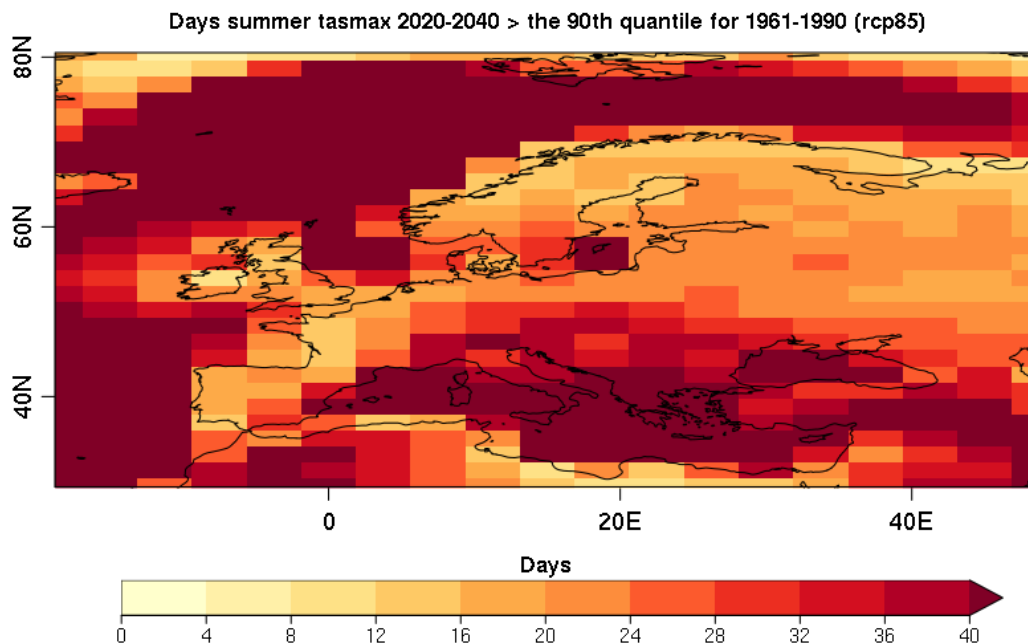 Days summer tasmax 2020-2040 > the 90th quantile for 1961-1990 (rcp85)
80N
60N
40N
0 20E 40E
Days
0 4 8 12 16 20 24 28 32 36 40